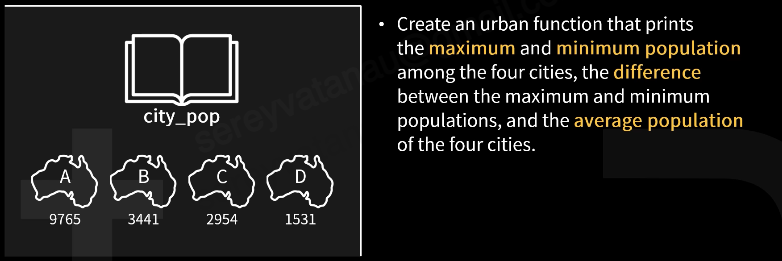 city_pop
A B C D
9765 3441 2954 1531
• Create an urban function that prints
the maximum and minimum population
among the four cities, the difference
between the maximum and minimum
populations, and the average population
of the four cities.